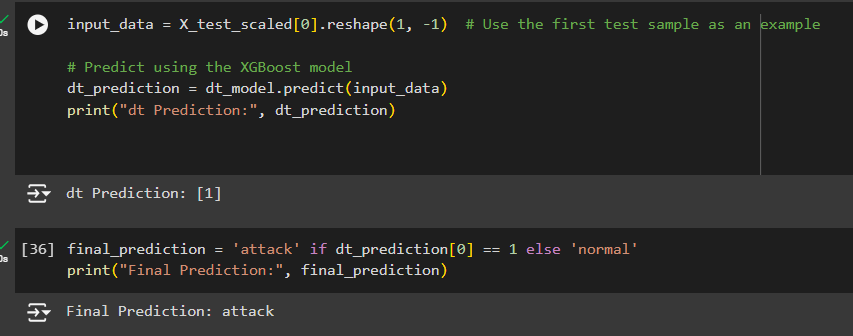 input_data = X_test_scaled[0].reshape(1, -1)  # Use the first test sample as an example
# Predict using the XGBoost model
dt_prediction = dt_model.predict(input_data)
print("dt Prediction:", dt_prediction)
dt Prediction: [1]
[36] final_prediction = 'attack' if dt_prediction[0] == 1 else 'normal'
print("Final Prediction:", final_prediction)
Final Prediction: attack